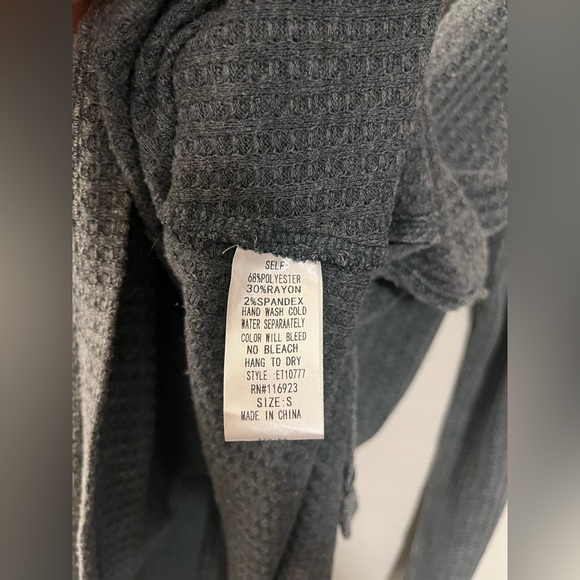 SELF:
68%POLYESTER
30%RAYON
2%SPANDEX
HAND WASH COLD
WATER SEPARAATELY
COLOR WILL BLEED
NO BLEACH
HANG TO DRY
STYLE :ET10777
RN#116923
SIZE:S
MADE IN CHINA